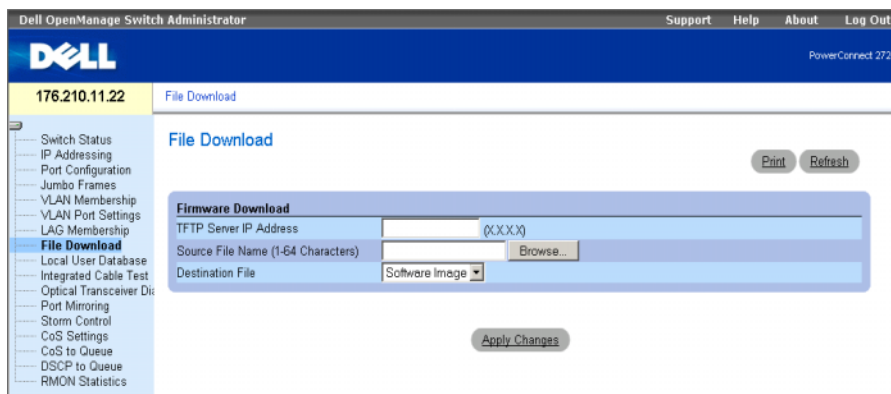 Dell OpenManage Switch Administrator
Support Help About Log Out
DELL
PowerConnect 272
176.210.11.22
File Download
Switch Status
IP Addressing
Port Configuration
Jumbo Frames
VLAN Membership
VLAN Port Settings
LAG Membership
File Download
Local User Database
Integrated Cable Test
Optical Transceiver Dia
Port Mirroring
Storm Control
CoS Settings
CoS to Queue
DSCP to Queue
RMON Statistics
File Download
Print Refresh
Firmware Download
TFTP Server IP Address (X.X.X.X)
Source File Name (1-64 Characters) Browse...
Destination File Software Image
Apply Changes